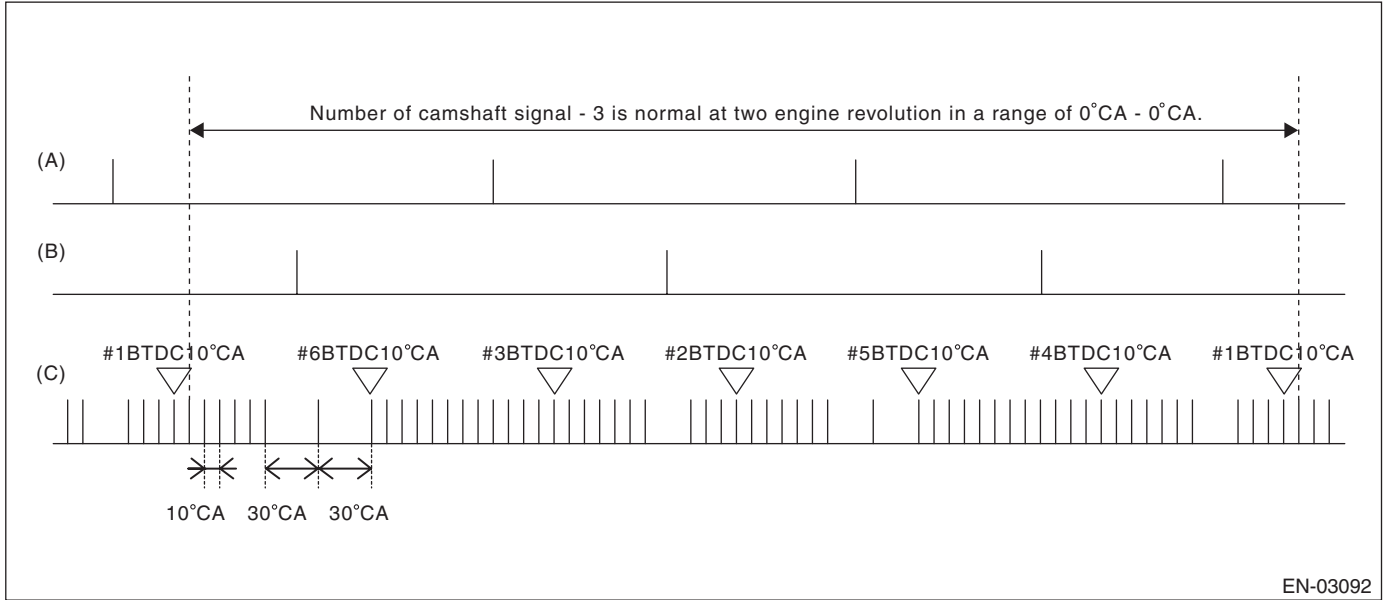 Number of camshaft signal - 3 is normal at two engine revolution in a range of 0°CA - 0°CA.
(A)
(B)
#1BTDC10°CA #6BTDC10°CA #3BTDC10°CA #2BTDC10°CA #5BTDC10°CA #4BTDC10°CA #1BTDC10°CA
(C)
10°CA 30°CA 30°CA
EN-03092